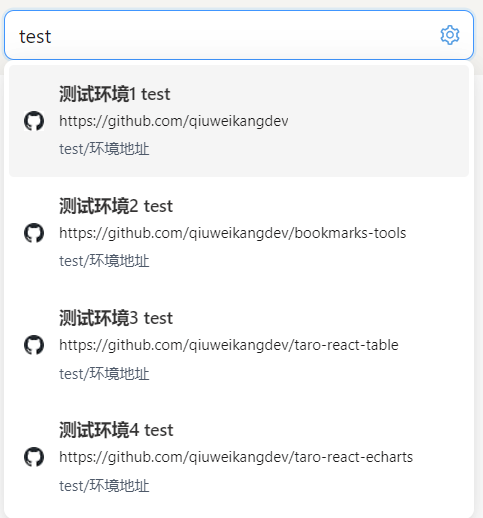 test
测试环境1 test
https://github.com/qiuweikangdev
test/环境地址
测试环境2 test
https://github.com/qiuweikangdev/bookmarks-tools
test/环境地址
测试环境3 test
https://github.com/qiuweikangdev/taro-react-table
test/环境地址
测试环境4 test
https://github.com/qiuweikangdev/taro-react-echarts
test/环境地址